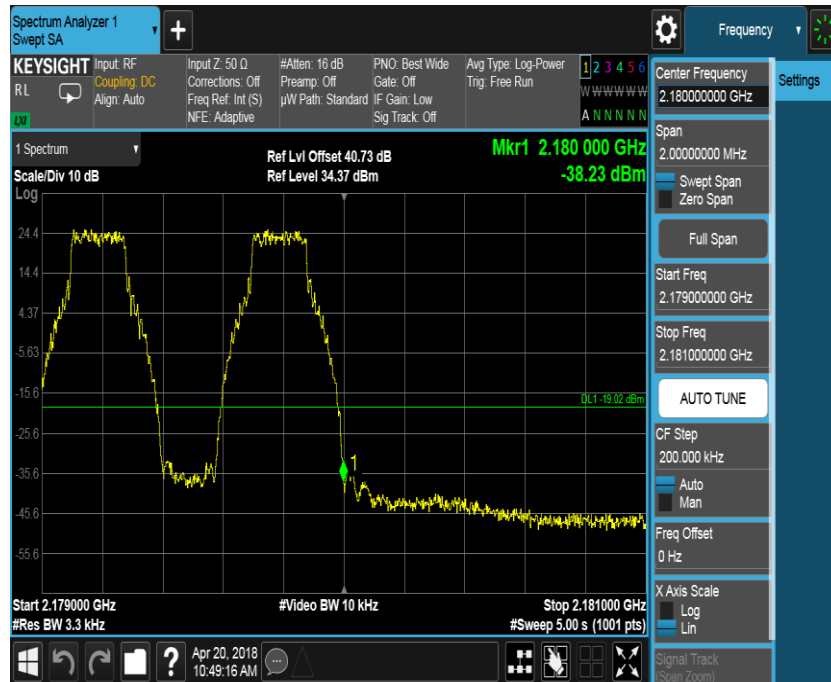 Spectrum Analyzer 1
Swept SA
Frequency
KEYSIGHT
RL
LXI
Input: RF
Coupling: DC
Align: Auto
Input Z: 50 Ω
Corrections: Off
Freq Ref: Int (S)
NFE: Adaptive
#Atten: 16 dB
Preamp: Off
µW Path: Standard
PNO: Best Wide
Gate: Off
IF Gain: Low
Sig Track: Off
Avg Type: Log-Power
Trig: Free Run
1 2 3 4 5 6
W W W W W W
A N N N N N
1 Spectrum
Scale/Div 10 dB
Ref Lvl Offset 40.73 dB
Ref Level 34.37 dBm
Mkr1 2.180 000 GHz
-38.23 dBm
Log
24.4
14.4
4.37
-5.63
-15.6
-25.6
-35.6
-45.6
-55.6
DL1 -19.02 dBm
1
Start 2.179000 GHz
#Res BW 3.3 kHz
#Video BW 10 kHz
Stop 2.181000 GHz
#Sweep 5.00 s (1001 pts)
Apr 20, 2018
10:49:16 AM
Center Frequency
2.180000000 GHz
Settings
Span
2.00000000 MHz
Swept Span
Zero Span
Full Span
Start Freq
2.179000000 GHz
Stop Freq
2.181000000 GHz
AUTO TUNE
CF Step
200.000 kHz
Auto
Man
Freq Offset
0 Hz
X Axis Scale
Log
Lin
Signal Track
(Span Zoom)